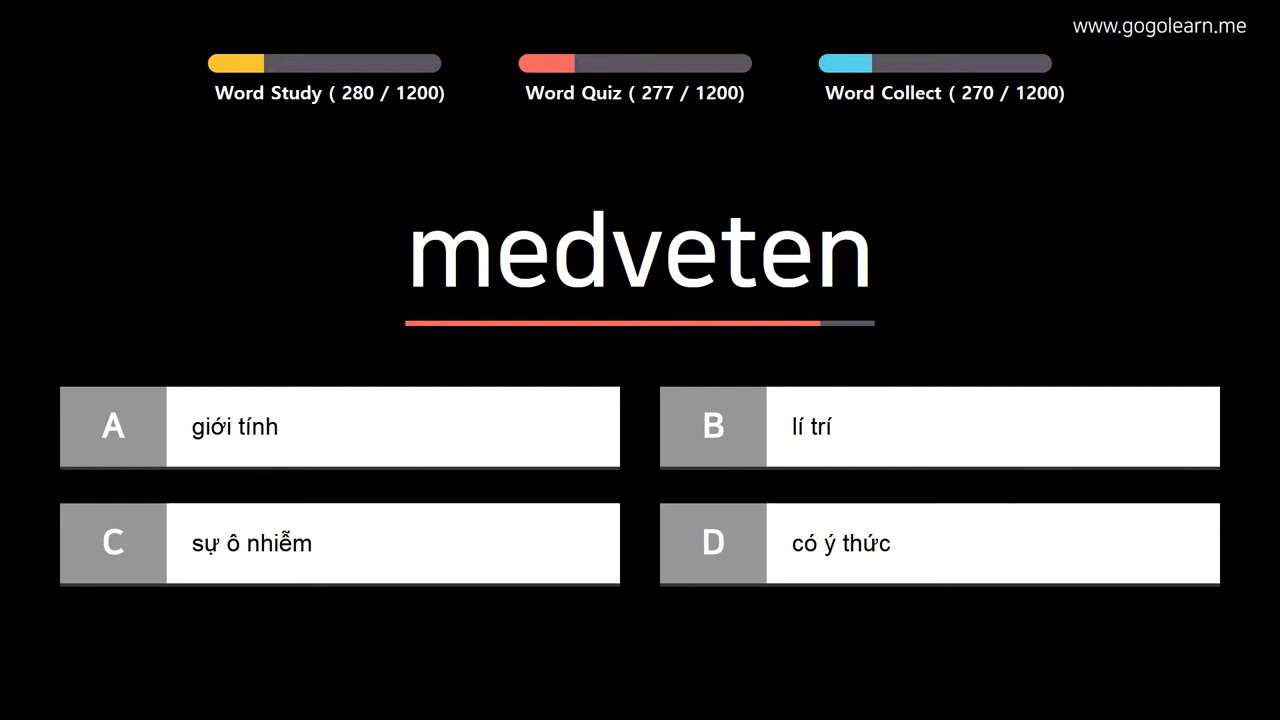 www.gogolearn.me
Word Study ( 280 / 1200)
Word Quiz ( 277 / 1200)
Word Collect ( 270 / 1200)
medveten
A giới tính
B lí trí
C sự ô nhiễm
D có ý thức